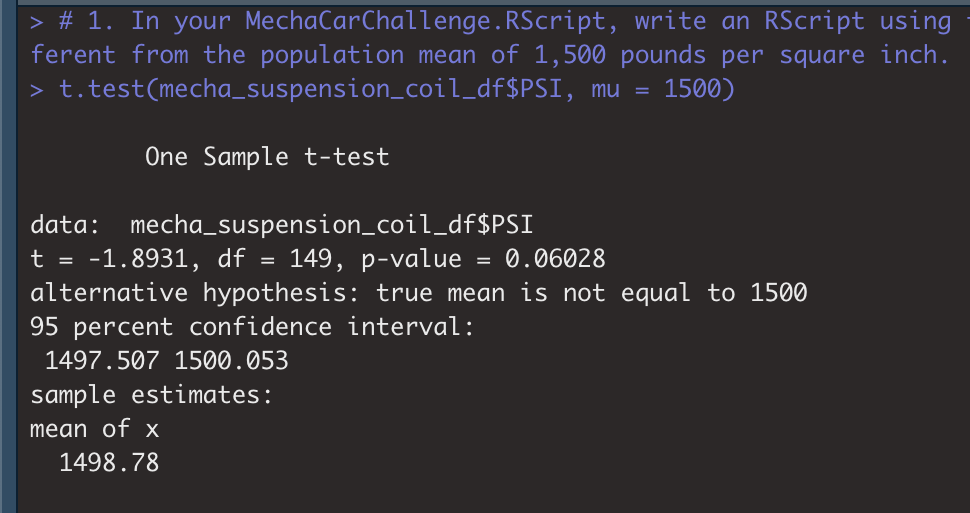 > # 1. In your MechaCarChallenge.RScript, write an RScript using
ferent from the population mean of 1,500 pounds per square inch.
> t.test(mecha_suspension_coil_df$PSI, mu = 1500)
One Sample t-test
data:  mecha_suspension_coil_df$PSI
t = -1.8931, df = 149, p-value = 0.06028
alternative hypothesis: true mean is not equal to 1500
95 percent confidence interval:
 1497.507 1500.053
sample estimates:
mean of x
  1498.78